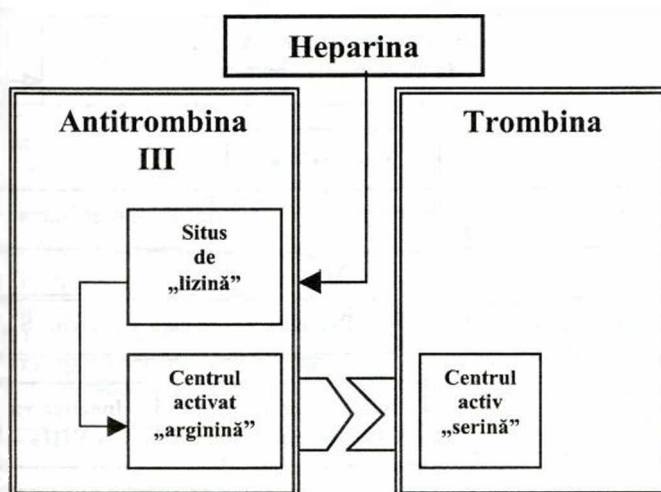 Heparina
Antitrombina
III
Trombina
Situs
de
„lizină”
Centrul
activat
„arginină”
Centrul
activ
„serină”